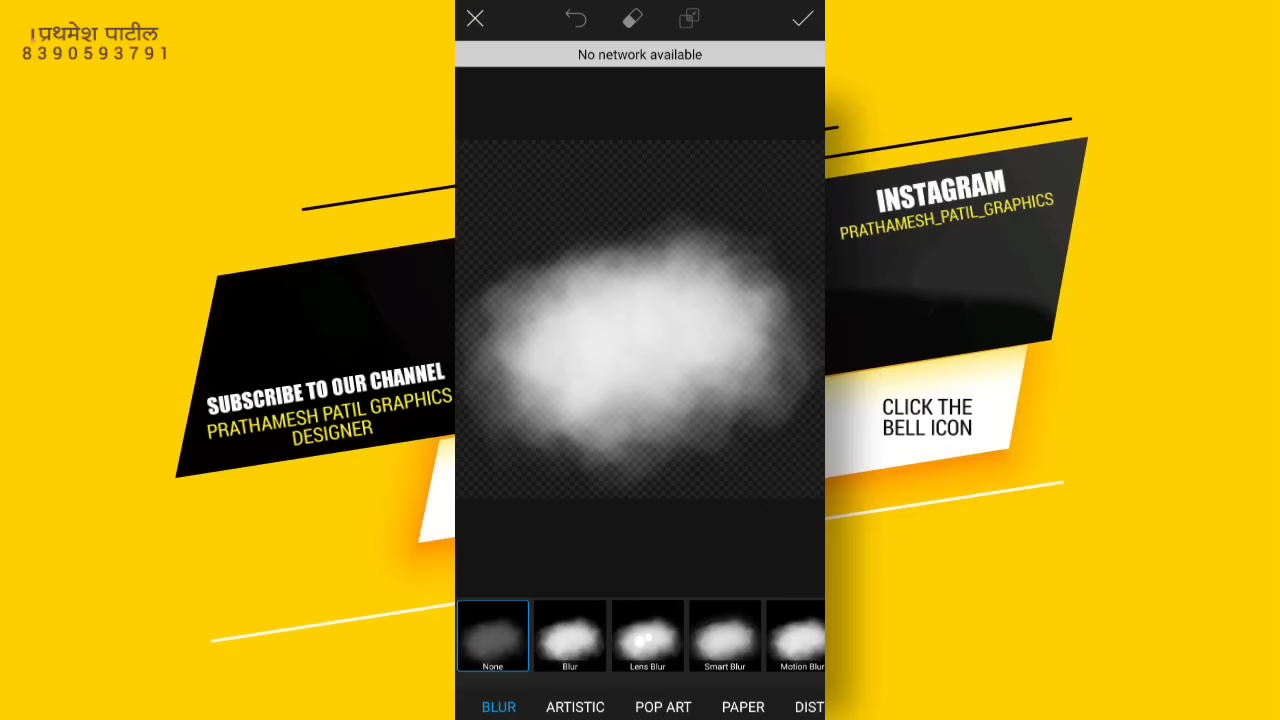 प्रथमेश पाटील
8390593791
No network available
INSTAGRAM
PRATHAMESH_PATIL_GRAPHICS
SUBSCRIBE TO OUR CHANNEL
PRATHAMESH PATIL GRAPHICS
DESIGNER
CLICK THE
BELL ICON
None Blur Lens Blur Smart Blur Motion Blur
BLUR ARTISTIC POP ART PAPER DIST